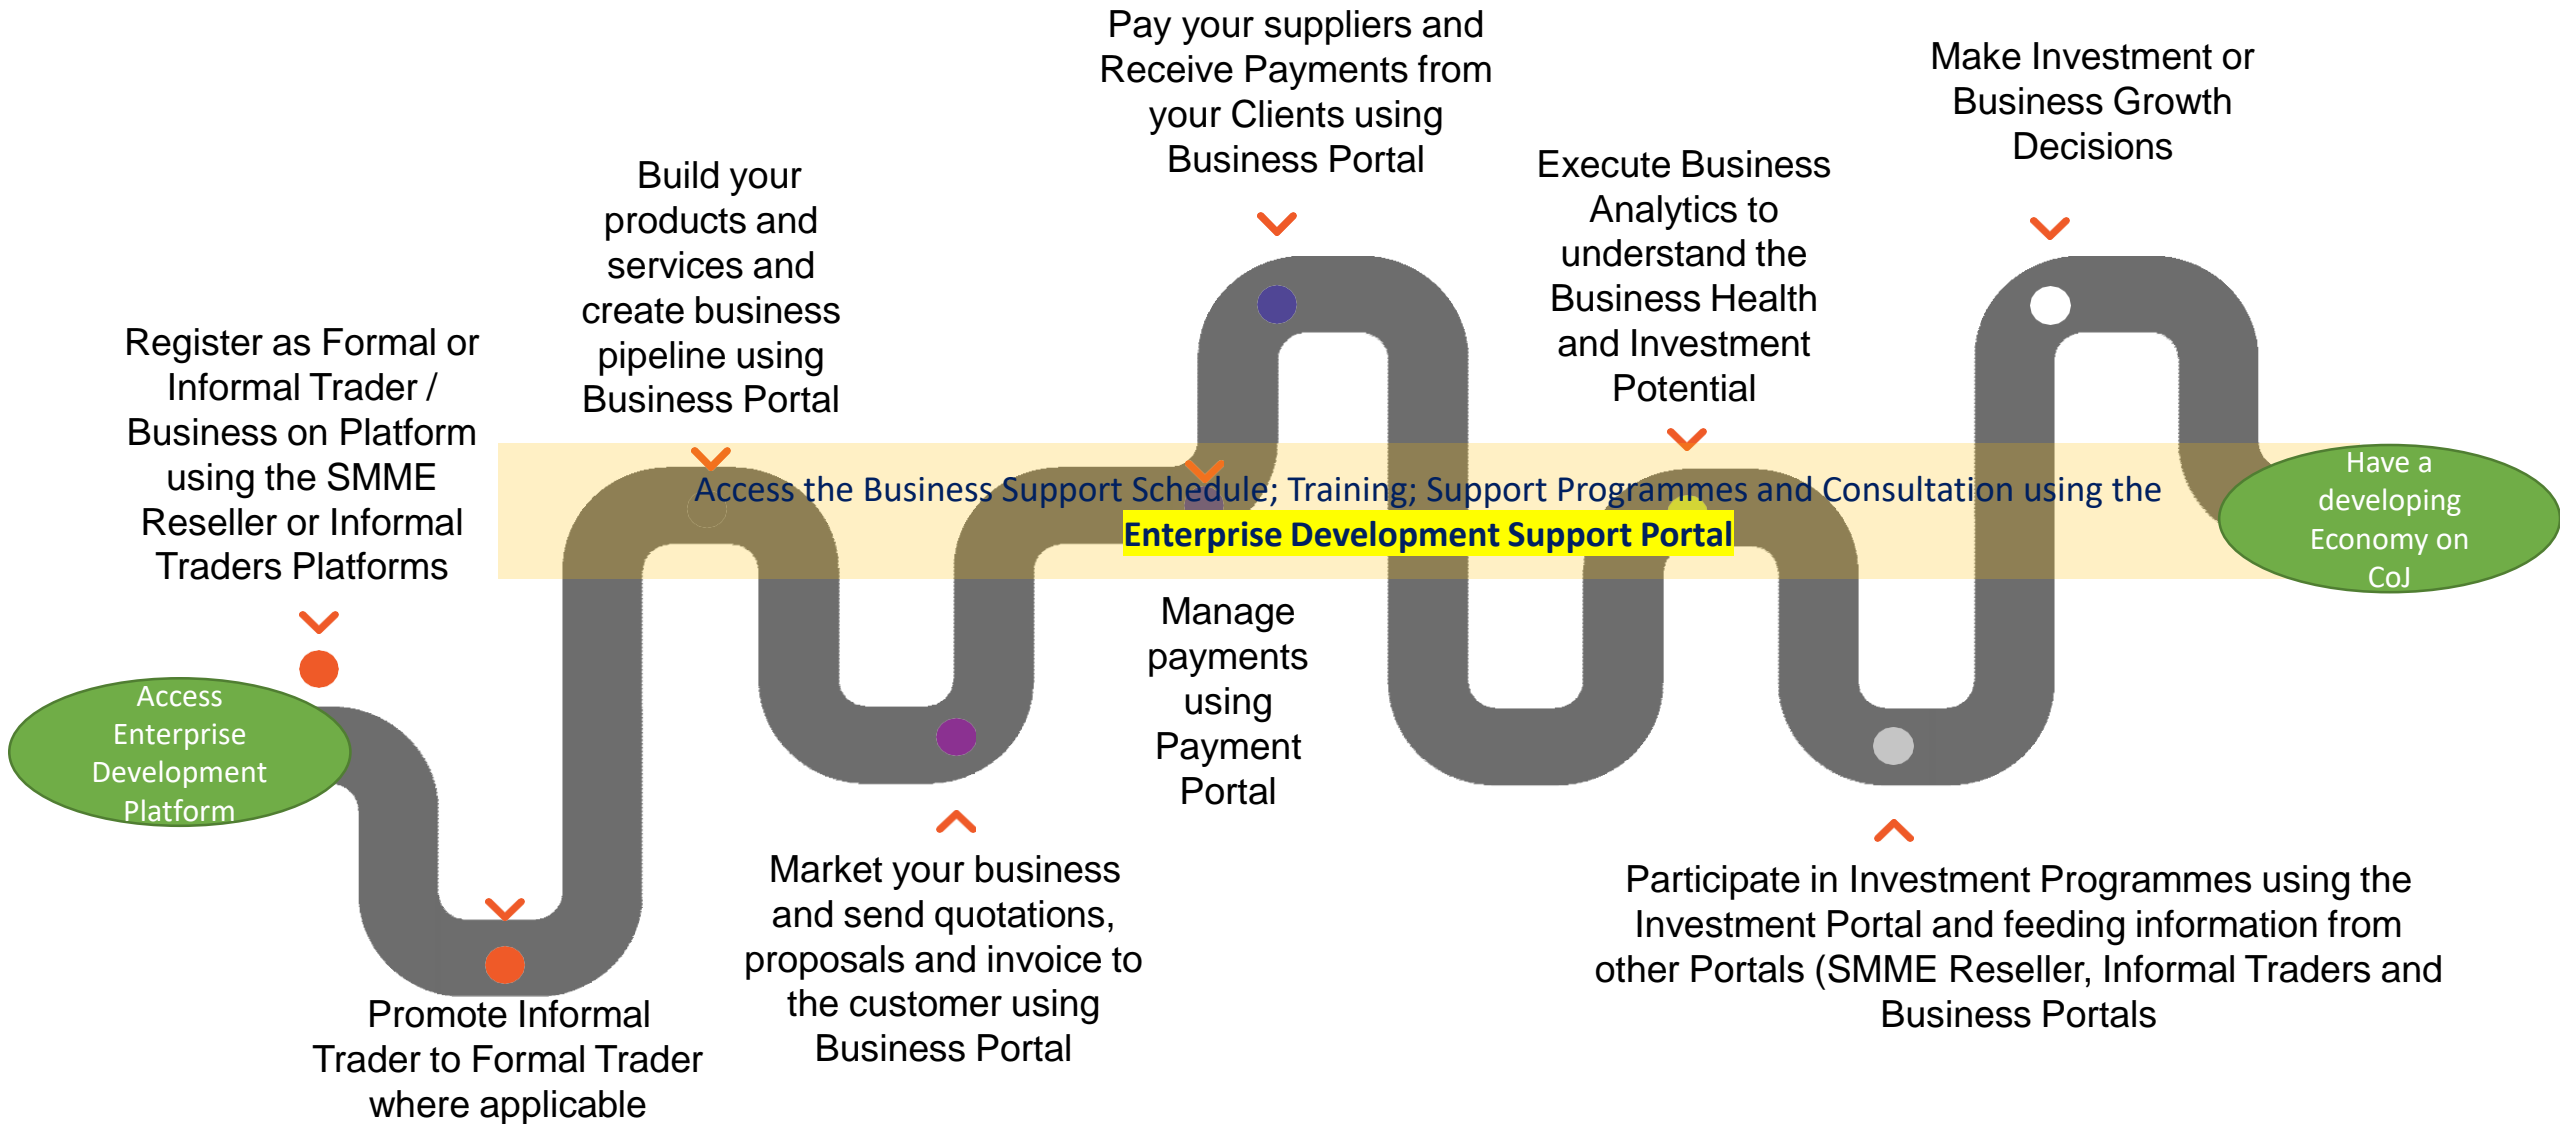 Access
Enterprise
Development
Platform
Register as Formal or
Informal Trader /
Business on Platform
using the SMME
Reseller or Informal
Traders Platforms
Promote Informal
Trader to Formal Trader
where applicable
Build your
products and
services and
create business
pipeline using
Business Portal
Market your business
and send quotations,
proposals and invoice to
the customer using
Business Portal
Manage
payments
using
Payment
Portal
Pay your suppliers and
Receive Payments from
your Clients using
Business Portal
Execute Business
Analytics to
understand the
Business Health
and Investment
Potential
Participate in Investment Programmes using the
Investment Portal and feeding information from
other Portals (SMME Reseller, Informal Traders and
Business Portals
Make Investment or
Business Growth
Decisions
Have a
developing
Economy on
CoJ
Access the Business Support Schedule; Training; Support Programmes and Consultation using the
Enterprise Development Support Portal